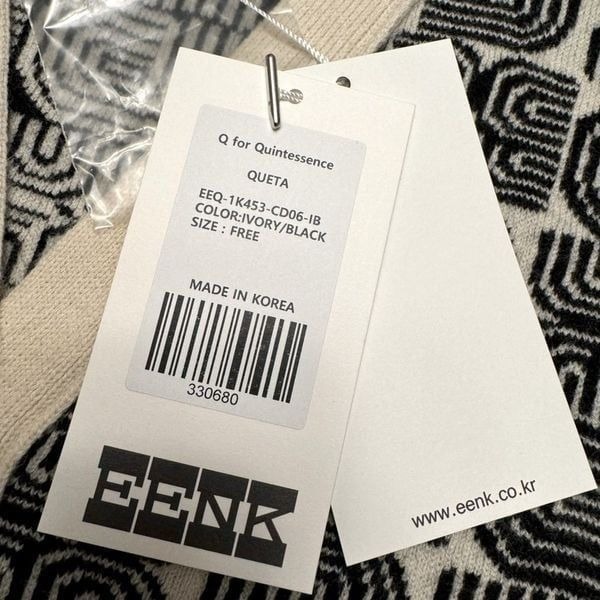 Q for Quintessence
QUETA
EEQ-1K453-CD06-IB
COLOR:IVORY/BLACK
SIZE : FREE
MADE IN KOREA
330680
EENK
www.eenk.co.kr